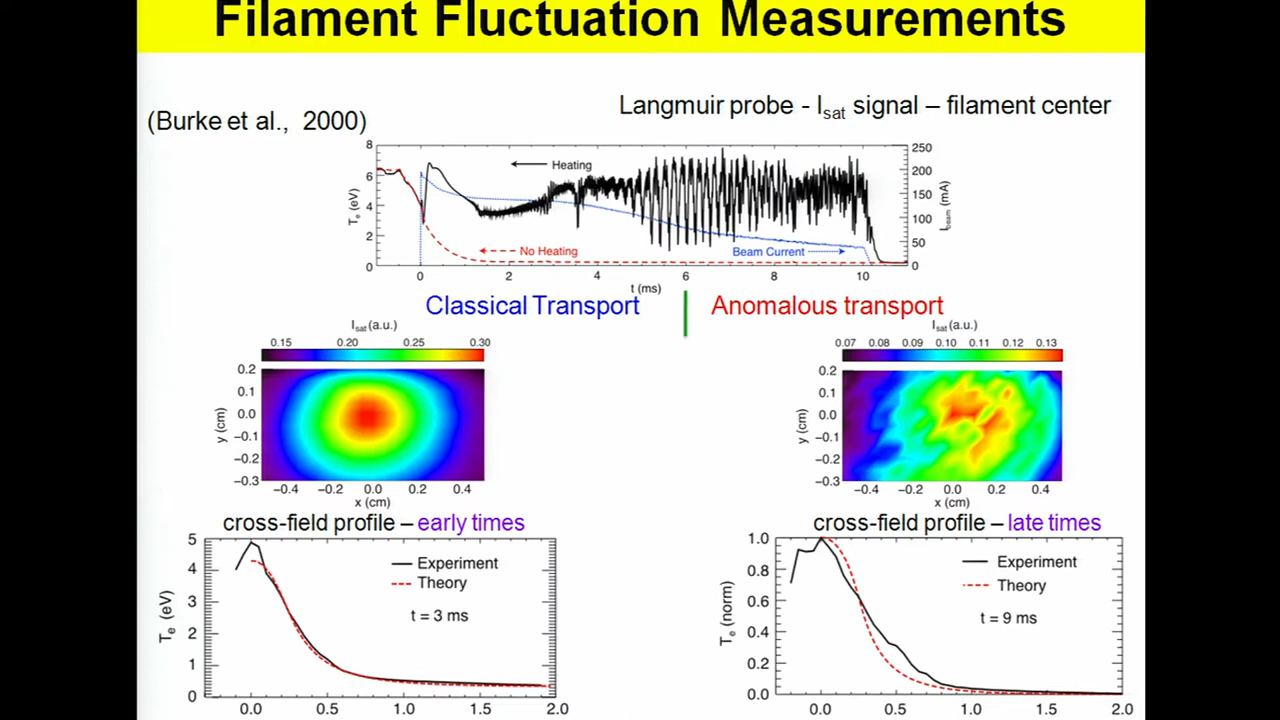 Filament Fluctuation Measurements
(Burke et al., 2000)
Langmuir probe - Isat signal – filament center
8
6
4
2
0
Te (eV)
Heating
No Heating
Beam Current
250
200
150
100
50
0
Ibeam (mA)
0 2 4 6 8 10
t (ms)
Classical Transport
Anomalous transport
Isat (a.u.)
0.15 0.20 0.25 0.30
0.2
0.1
0.0
−0.1
−0.2
−0.3
y (cm)
−0.4 −0.2 0.0 0.2 0.4
x (cm)
cross-field profile – early times
Isat (a.u.)
0.07 0.08 0.09 0.10 0.11 0.12 0.13
0.2
0.1
0.0
−0.1
−0.2
−0.3
y (cm)
−0.4 −0.2 0.0 0.2 0.4
x (cm)
cross-field profile – late times
5
4
3
2
1
0
Te (eV)
Experiment
Theory
t = 3 ms
0.0 0.5 1.0 1.5 2.0
1.0
0.8
0.6
0.4
0.2
0.0
Te (norm)
Experiment
Theory
t = 9 ms
0.0 0.5 1.0 1.5 2.0